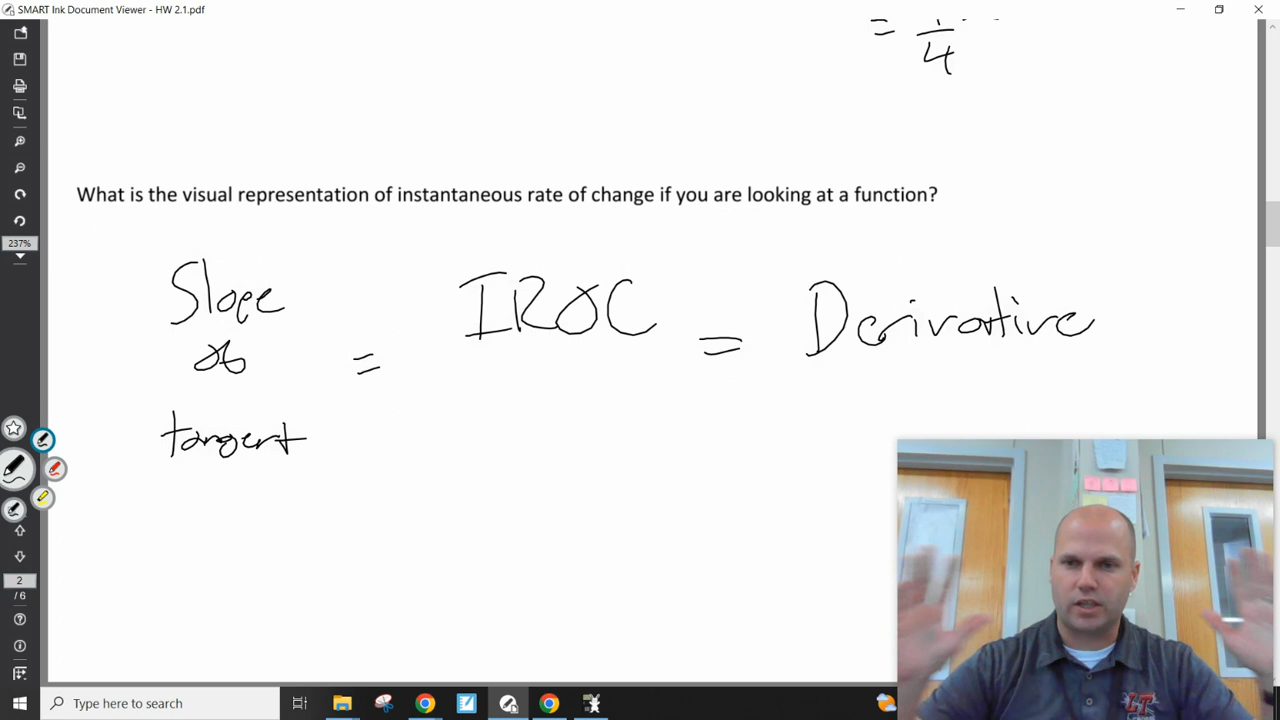 SMART Ink Document Viewer - HW 2.1.pdf
= 4
What is the visual representation of instantaneous rate of change if you are looking at a function?
Slope
of = IROC = Derivative
tangent
237%
2
/ 6
LT
Type here to search